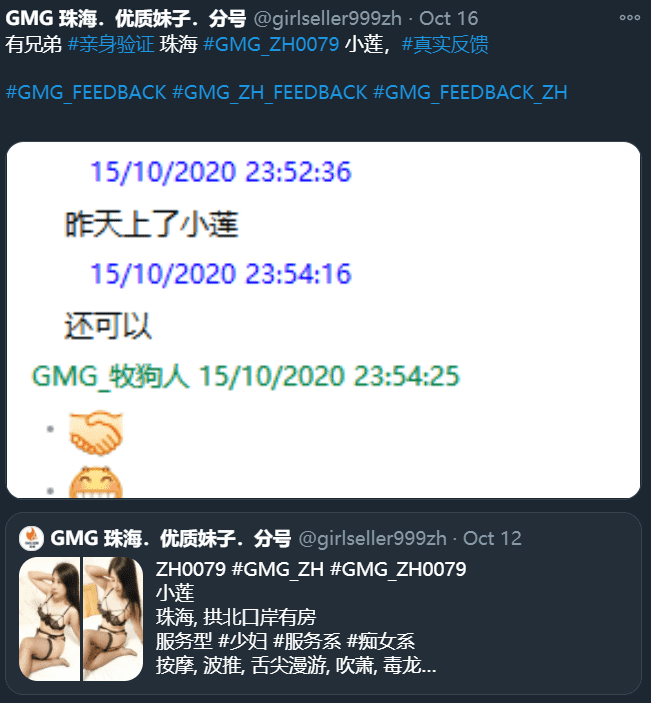 GMG 珠海．优质妹子．分号 @girlseller999zh · Oct 16
有兄弟 #亲身验证 珠海 #GMG_ZH0079 小莲，#真实反馈
#GMG_FEEDBACK #GMG_ZH_FEEDBACK #GMG_FEEDBACK_ZH
15/10/2020 23:52:36
昨天上了小莲
15/10/2020 23:54:16
还可以
GMG_牧狗人 15/10/2020 23:54:25
GMG 珠海．优质妹子．分号 @girlseller999zh · Oct 12
ZH0079 #GMG_ZH #GMG_ZH0079
小莲
珠海, 拱北口岸有房
服务型 #少妇 #服务系 #痴女系
按摩, 波推, 舌尖漫游, 吹萧, 毒龙...